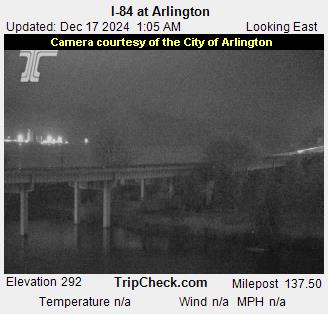 I-84 at Arlington
Updated: Dec 17 2024 1:05 AM Looking East
Camera courtesy of the City of Arlington
Elevation 292 TripCheck.com Milepost 137.50
Temperature n/a Wind n/a MPH n/a